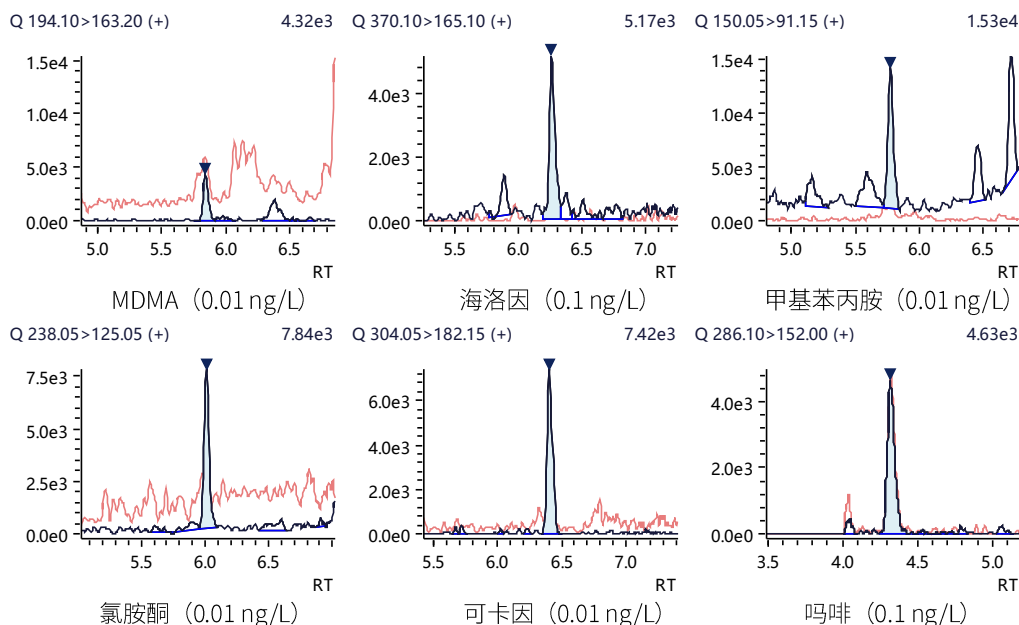 Q 194.10>163.20 (+) 4.32e3
1.5e4
1.0e4
5.0e3
0.0e0
5.0 5.5 6.0 6.5
RT
MDMA（0.01 ng/L）
Q 370.10>165.10 (+) 5.17e3
4.0e3
2.0e3
0.0e0
5.5 6.0 6.5 7.0
RT
海洛因（0.1 ng/L）
Q 150.05>91.15 (+) 1.53e4
1.5e4
1.0e4
5.0e3
0.0e0
5.0 5.5 6.0 6.5
RT
甲基苯丙胺（0.01 ng/L）
Q 238.05>125.05 (+) 7.84e3
7.5e3
5.0e3
2.5e3
0.0e0
5.5 6.0 6.5
RT
氯胺酮（0.01 ng/L）
Q 304.05>182.15 (+) 7.42e3
6.0e3
4.0e3
2.0e3
0.0e0
5.5 6.0 6.5 7.0
RT
可卡因（0.01 ng/L）
Q 286.10>152.00 (+) 4.63e3
4.0e3
2.0e3
0.0e0
3.5 4.0 4.5 5.0
RT
吗啡（0.1 ng/L）